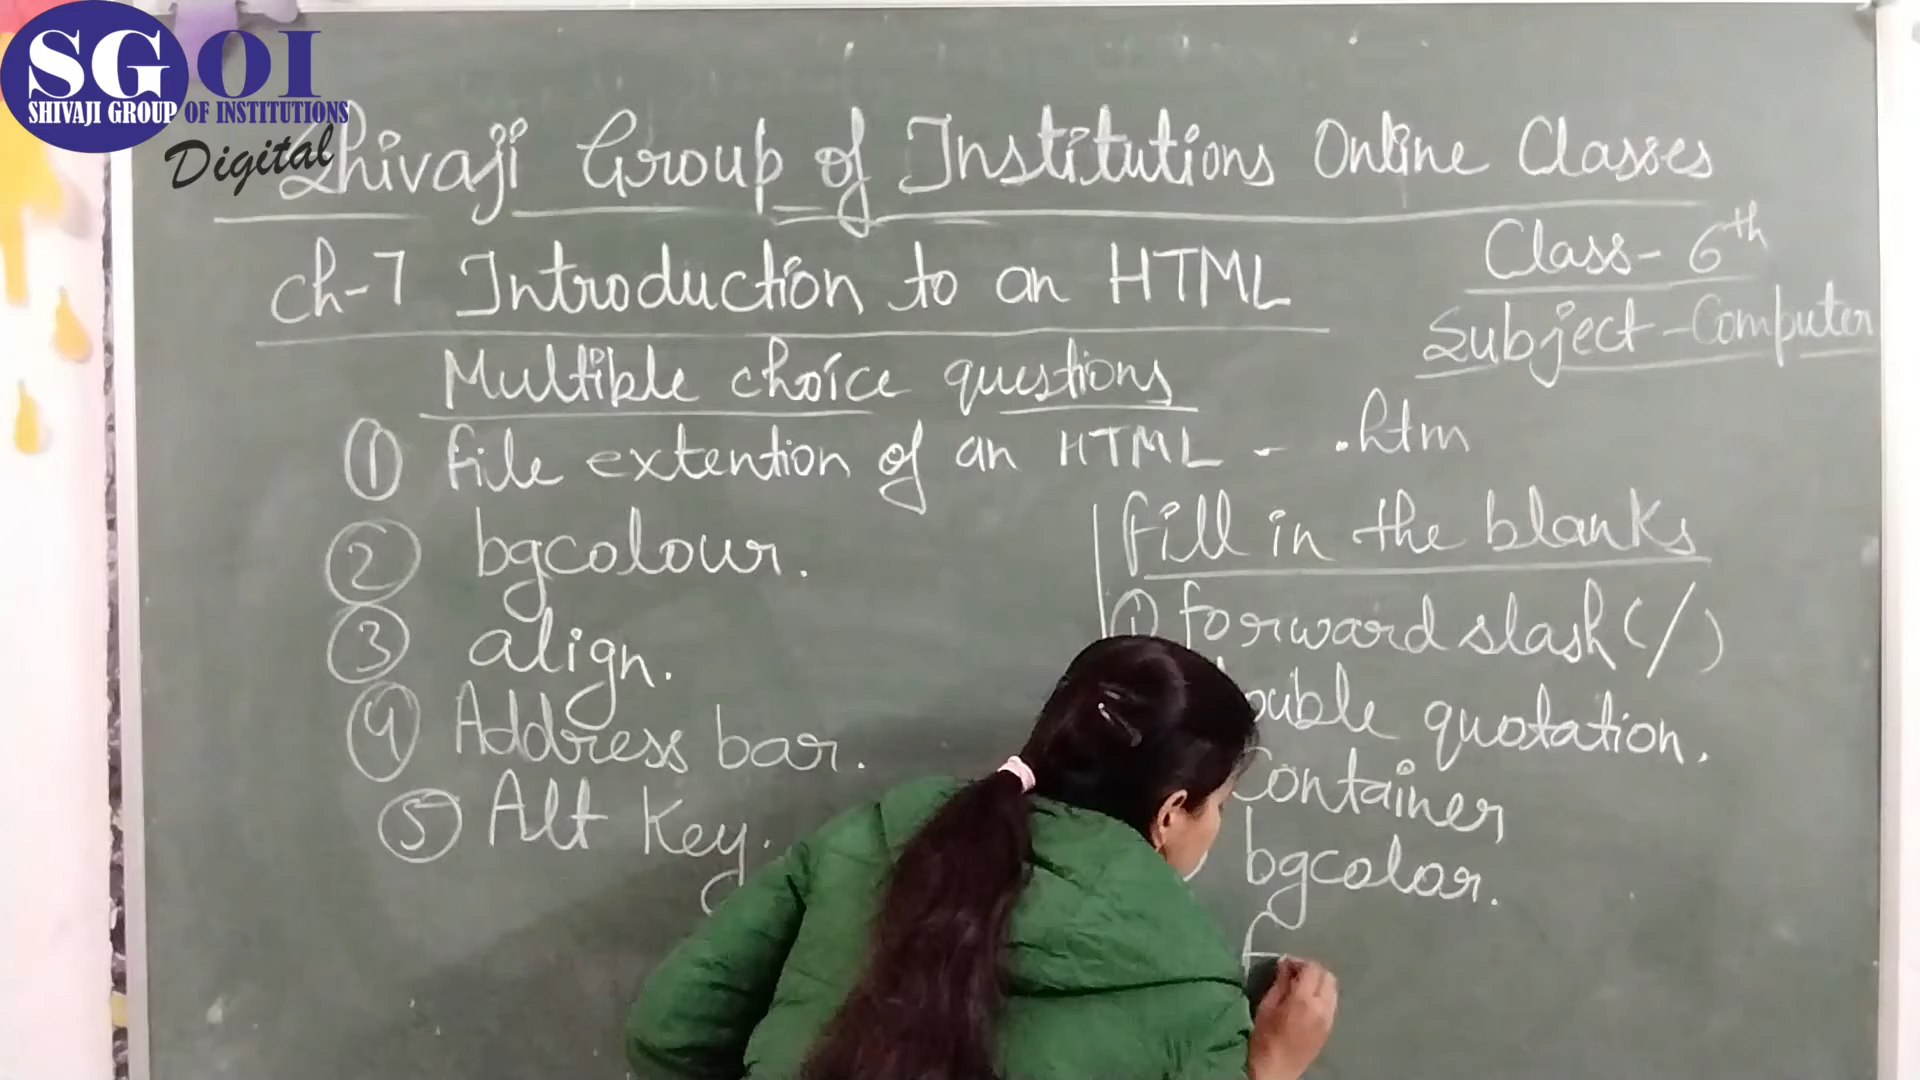 SGOI
SHIVAJI GROUP OF INSTITUTIONS
Digital
Shivaji Group of Institutions Online Classes
Class- 6th
Subject - Computer
Ch-7 Introduction to an HTML
Multiple choice questions
① file extention of an HTML - .htm
② bgcolour.
③ align.
④ Address bar.
⑤ Alt Key.
fill in the blanks
① forward slash (/)
quotation.
Container
bgcolor.